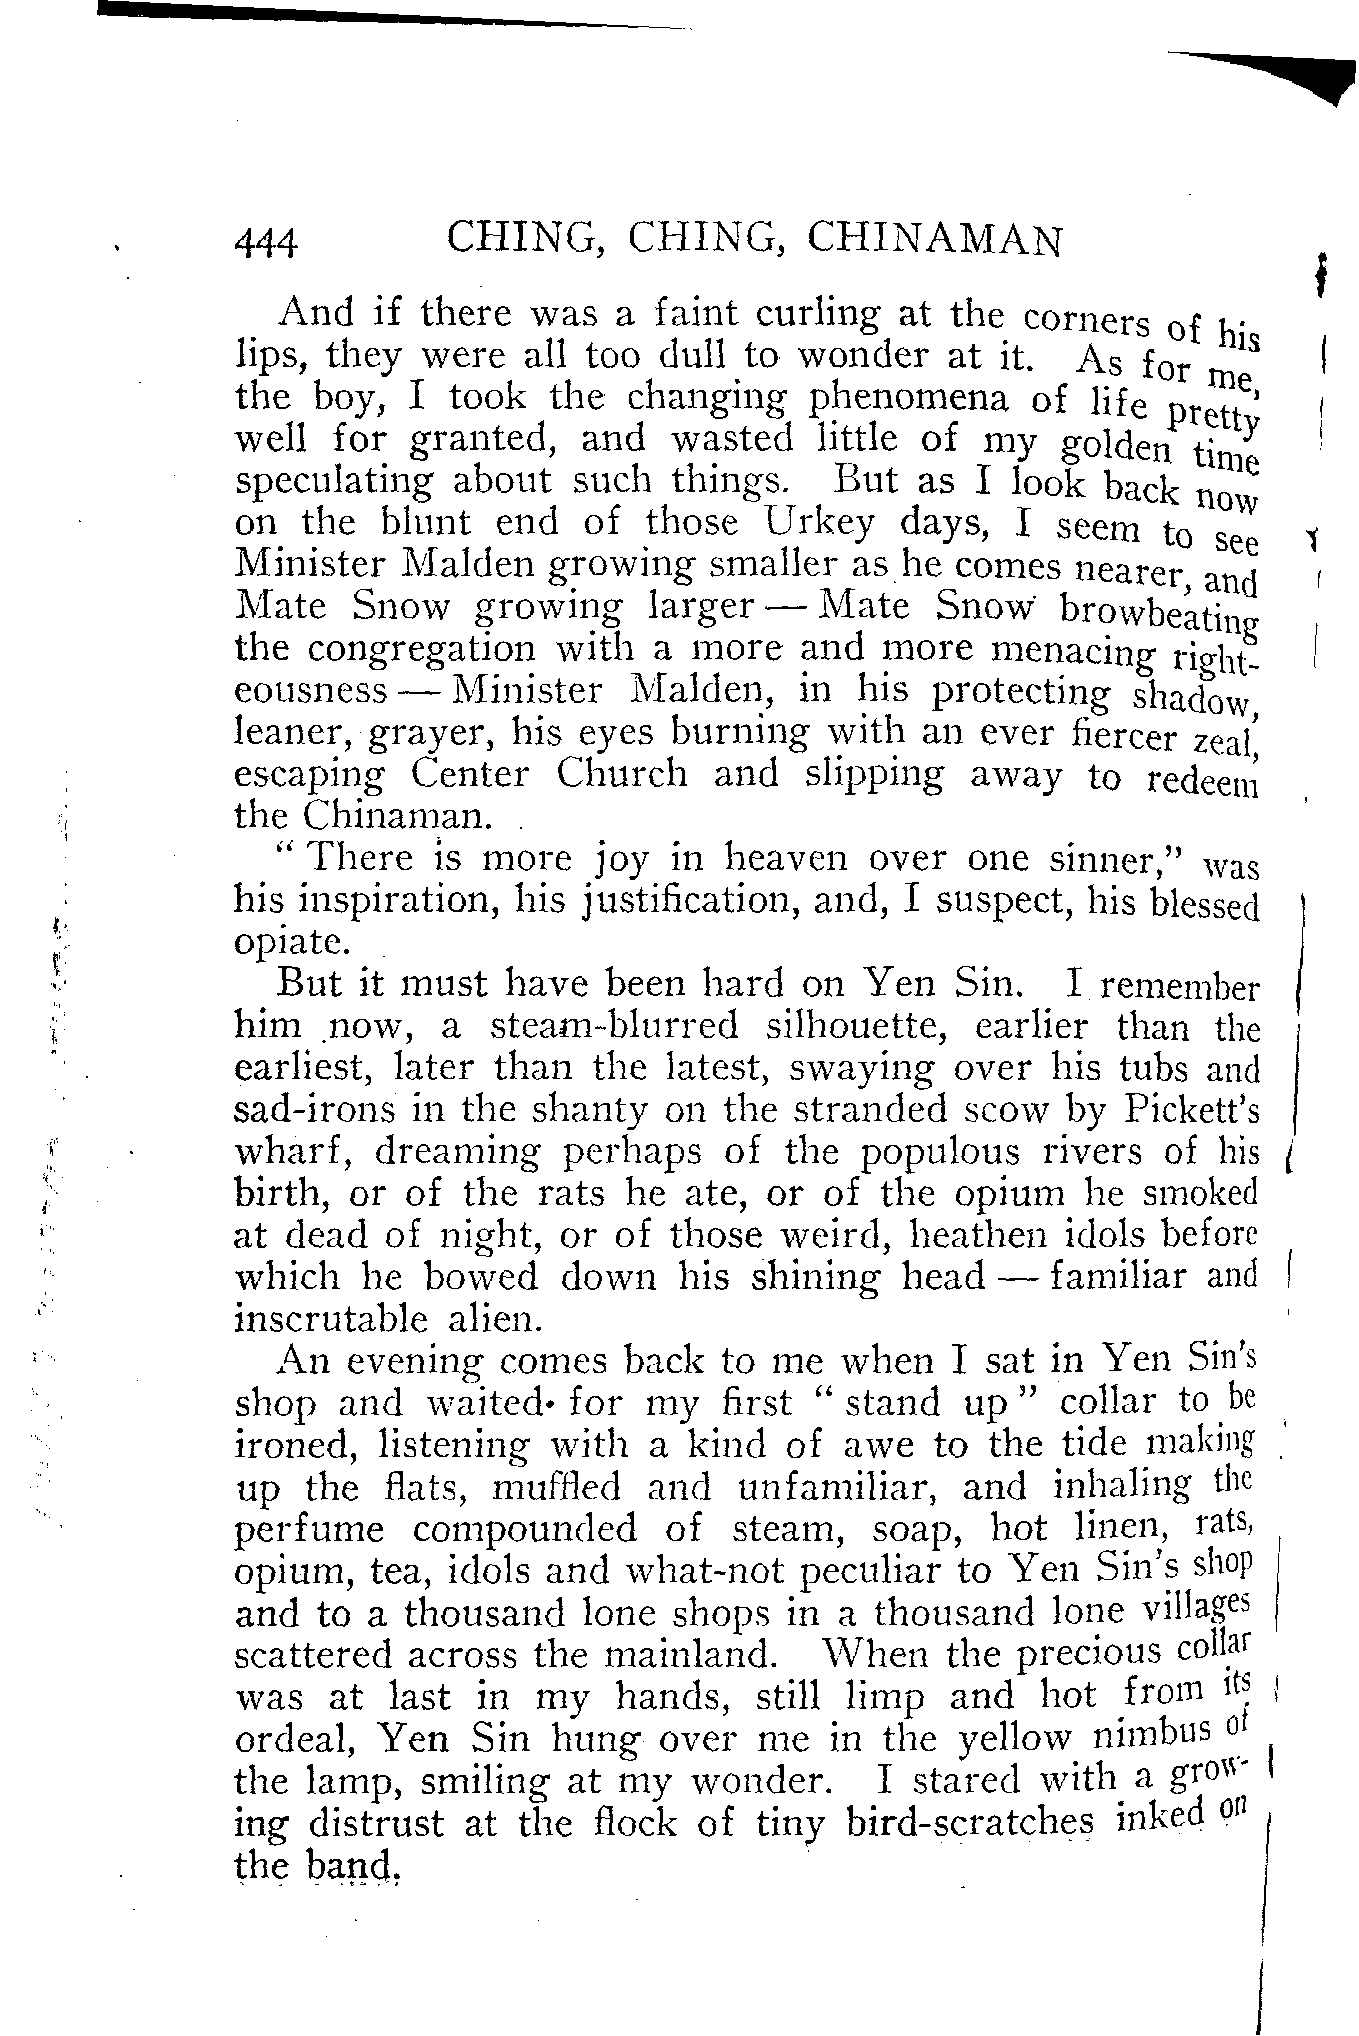 444 CHING, CHING, CHINAMAN
And if there was a faint curling at the corners of his
lips, they were all too dull to wonder at it. As for me,
the boy, I took the changing phenomena of life pretty
well for granted, and wasted little of my golden time
speculating about such things. But as I look back now
on the blunt end of those Urkey days, I seem to see
Minister Malden growing smaller as he comes nearer, and
Mate Snow growing larger — Mate Snow browbeating
the congregation with a more and more menacing right-
eousness — Minister Malden, in his protecting shadow,
leaner, grayer, his eyes burning with an ever fiercer zeal,
escaping Center Church and slipping away to redeem
the Chinaman.
“ There is more joy in heaven over one sinner,” was
his inspiration, his justification, and, I suspect, his blessed
opiate.
But it must have been hard on Yen Sin. I remember
him now, a steam-blurred silhouette, earlier than the
earliest, later than the latest, swaying over his tubs and
sad-irons in the shanty on the stranded scow by Pickett’s
wharf, dreaming perhaps of the populous rivers of his
birth, or of the rats he ate, or of the opium he smoked
at dead of night, or of those weird, heathen idols before
which he bowed down his shining head — familiar and
inscrutable alien.
An evening comes back to me when I sat in Yen Sin’s
shop and waited for my first “ stand up ” collar to be
ironed, listening with a kind of awe to the tide making
up the flats, muffled and unfamiliar, and inhaling the
perfume compounded of steam, soap, hot linen, rats,
opium, tea, idols and what-not peculiar to Yen Sin’s shop
and to a thousand lone shops in a thousand lone villages
scattered across the mainland. When the precious collar
was at last in my hands, still limp and hot from its
ordeal, Yen Sin hung over me in the yellow nimbus of
the lamp, smiling at my wonder. I stared with a grow-
ing distrust at the flock of tiny bird-scratches inked on
the band.